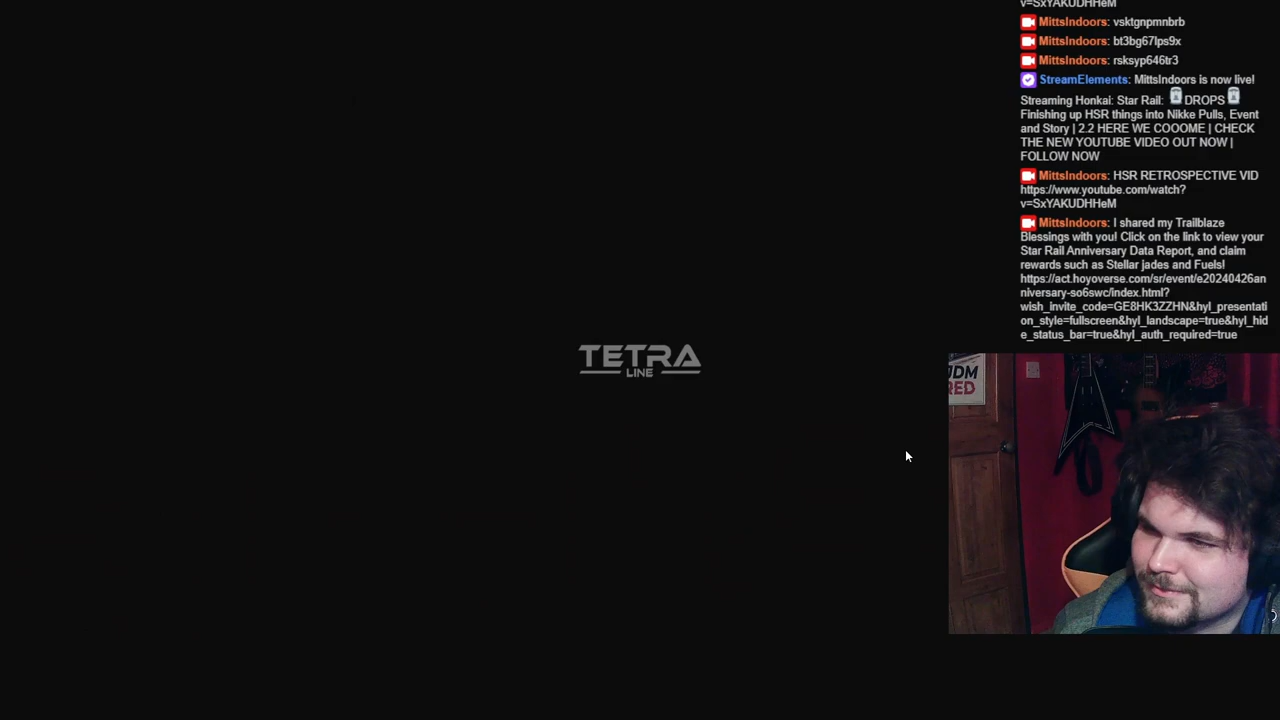 v=SxYAKUDHHeM
MittsIndoors: vsktgnpmnbrb
MittsIndoors: bt3bg67lps9x
MittsIndoors: rsksyp646tr3
StreamElements: MittsIndoors is now live!
Streaming Honkai: Star Rail: DROPS
Finishing up HSR things into Nikke Pulls, Event
and Story | 2.2 HERE WE COOOME | CHECK
THE NEW YOUTUBE VIDEO OUT NOW |
FOLLOW NOW
MittsIndoors: HSR RETROSPECTIVE VID
https://www.youtube.com/watch?
v=SxYAKUDHHeM
MittsIndoors: I shared my Trailblaze
Blessings with you! Click on the link to view your
Star Rail Anniversary Data Report, and claim
rewards such as Stellar jades and Fuels!
https://act.hoyoverse.com/sr/event/e20240426an
niversary-so6swc/index.html?
wish_invite_code=GE8HK3ZZHN&hyl_presentati
on_style=fullscreen&hyl_landscape=true&hyl_hid
e_status_bar=true&hyl_auth_required=true
TETRA
LINE
JDM
RED